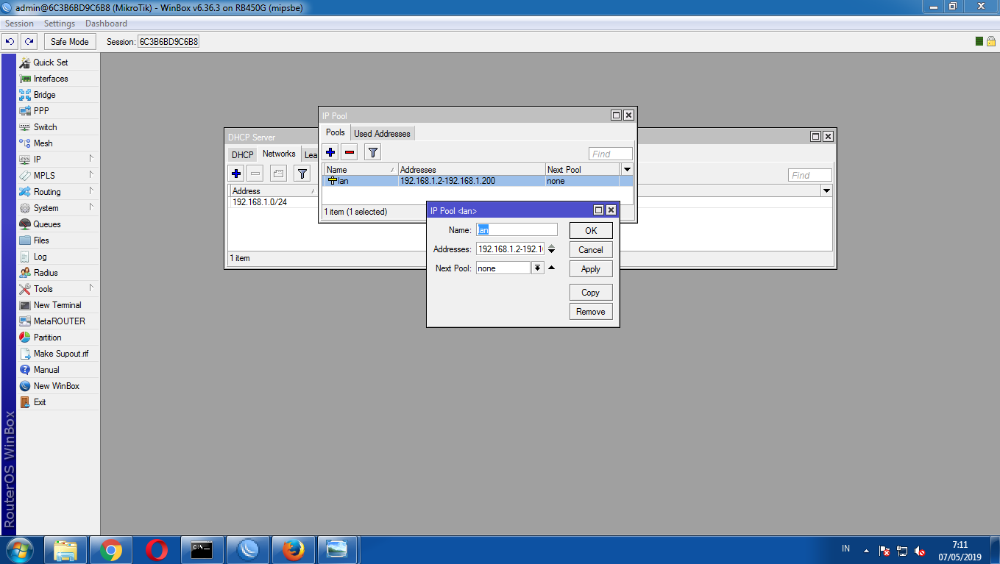 admin@6C3B6BD9C6B8 (MikroTik) - WinBox v6.36.3 on RB450G (mipsbe)
Session Settings Dashboard
Safe Mode Session: 6C3B6BD9C6B8
Quick Set
Interfaces
Bridge
PPP
Switch
Mesh
IP
MPLS
Routing
System
Queues
Files
Log
Radius
Tools
New Terminal
MetaROUTER
Partition
Make Supout.rif
Manual
New WinBox
Exit
RouterOS WinBox
DHCP Server
DHCP Networks Lea
Find
Address
192.168.1.0/24
1 item
IP Pool
Pools Used Addresses
Find
Name Addresses Next Pool
lan 192.168.1.2-192.168.1.200 none
1 item (1 selected)
IP Pool <lan>
Name: lan OK
Addresses: 192.168.1.2-192.1 Cancel
Next Pool: none Apply
Copy
Remove
IN 7:11
07/05/2019